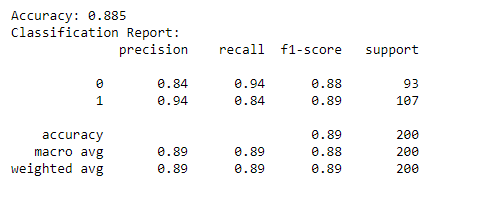 Accuracy: 0.885
Classification Report:
precision recall f1-score support
0 0.84 0.94 0.88 93
1 0.94 0.84 0.89 107
accuracy 0.89 200
macro avg 0.89 0.89 0.88 200
weighted avg 0.89 0.89 0.89 200